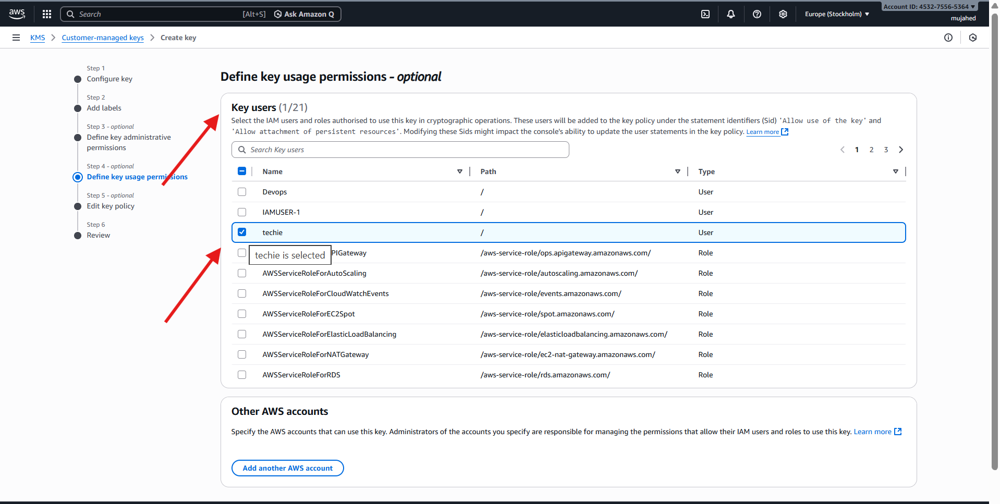 aws
Search [Alt+S] Ask Amazon Q
Europe (Stockholm)
Account ID: 4532-7556-5364
mujahed
KMS Customer-managed keys Create key
Step 1
Configure key
Step 2
Add labels
Step 3 - optional
Define key administrative
permissions
Step 4 - optional
Define key usage permissions
Step 5 - optional
Edit key policy
Step 6
Review
Define key usage permissions - optional
Key users (1/21)
Select the IAM users and roles authorised to use this key in cryptographic operations. These users will be added to the key policy under the statement identifiers (Sid) 'Allow use of the key' and
'Allow attachment of persistent resources'. Modifying these Sids might impact the console's ability to update the user statements in the key policy. Learn more
Search Key users
1 2 3
Name Path Type
Devops / User
IAMUSER-1 / User
techie / User
techie is selected
PIGateway /aws-service-role/ops.apigateway.amazonaws.com/ Role
AWSServiceRoleForAutoScaling /aws-service-role/autoscaling.amazonaws.com/ Role
AWSServiceRoleForCloudWatchEvents /aws-service-role/events.amazonaws.com/ Role
AWSServiceRoleForEC2Spot /aws-service-role/spot.amazonaws.com/ Role
AWSServiceRoleForElasticLoadBalancing /aws-service-role/elasticloadbalancing.amazonaws.com/ Role
AWSServiceRoleForNATGateway /aws-service-role/ec2-nat-gateway.amazonaws.com/ Role
AWSServiceRoleForRDS /aws-service-role/rds.amazonaws.com/ Role
Other AWS accounts
Specify the AWS accounts that can use this key. Administrators of the accounts you specify are responsible for managing the permissions that allow their IAM users and roles to use this key. Learn more
Add another AWS account